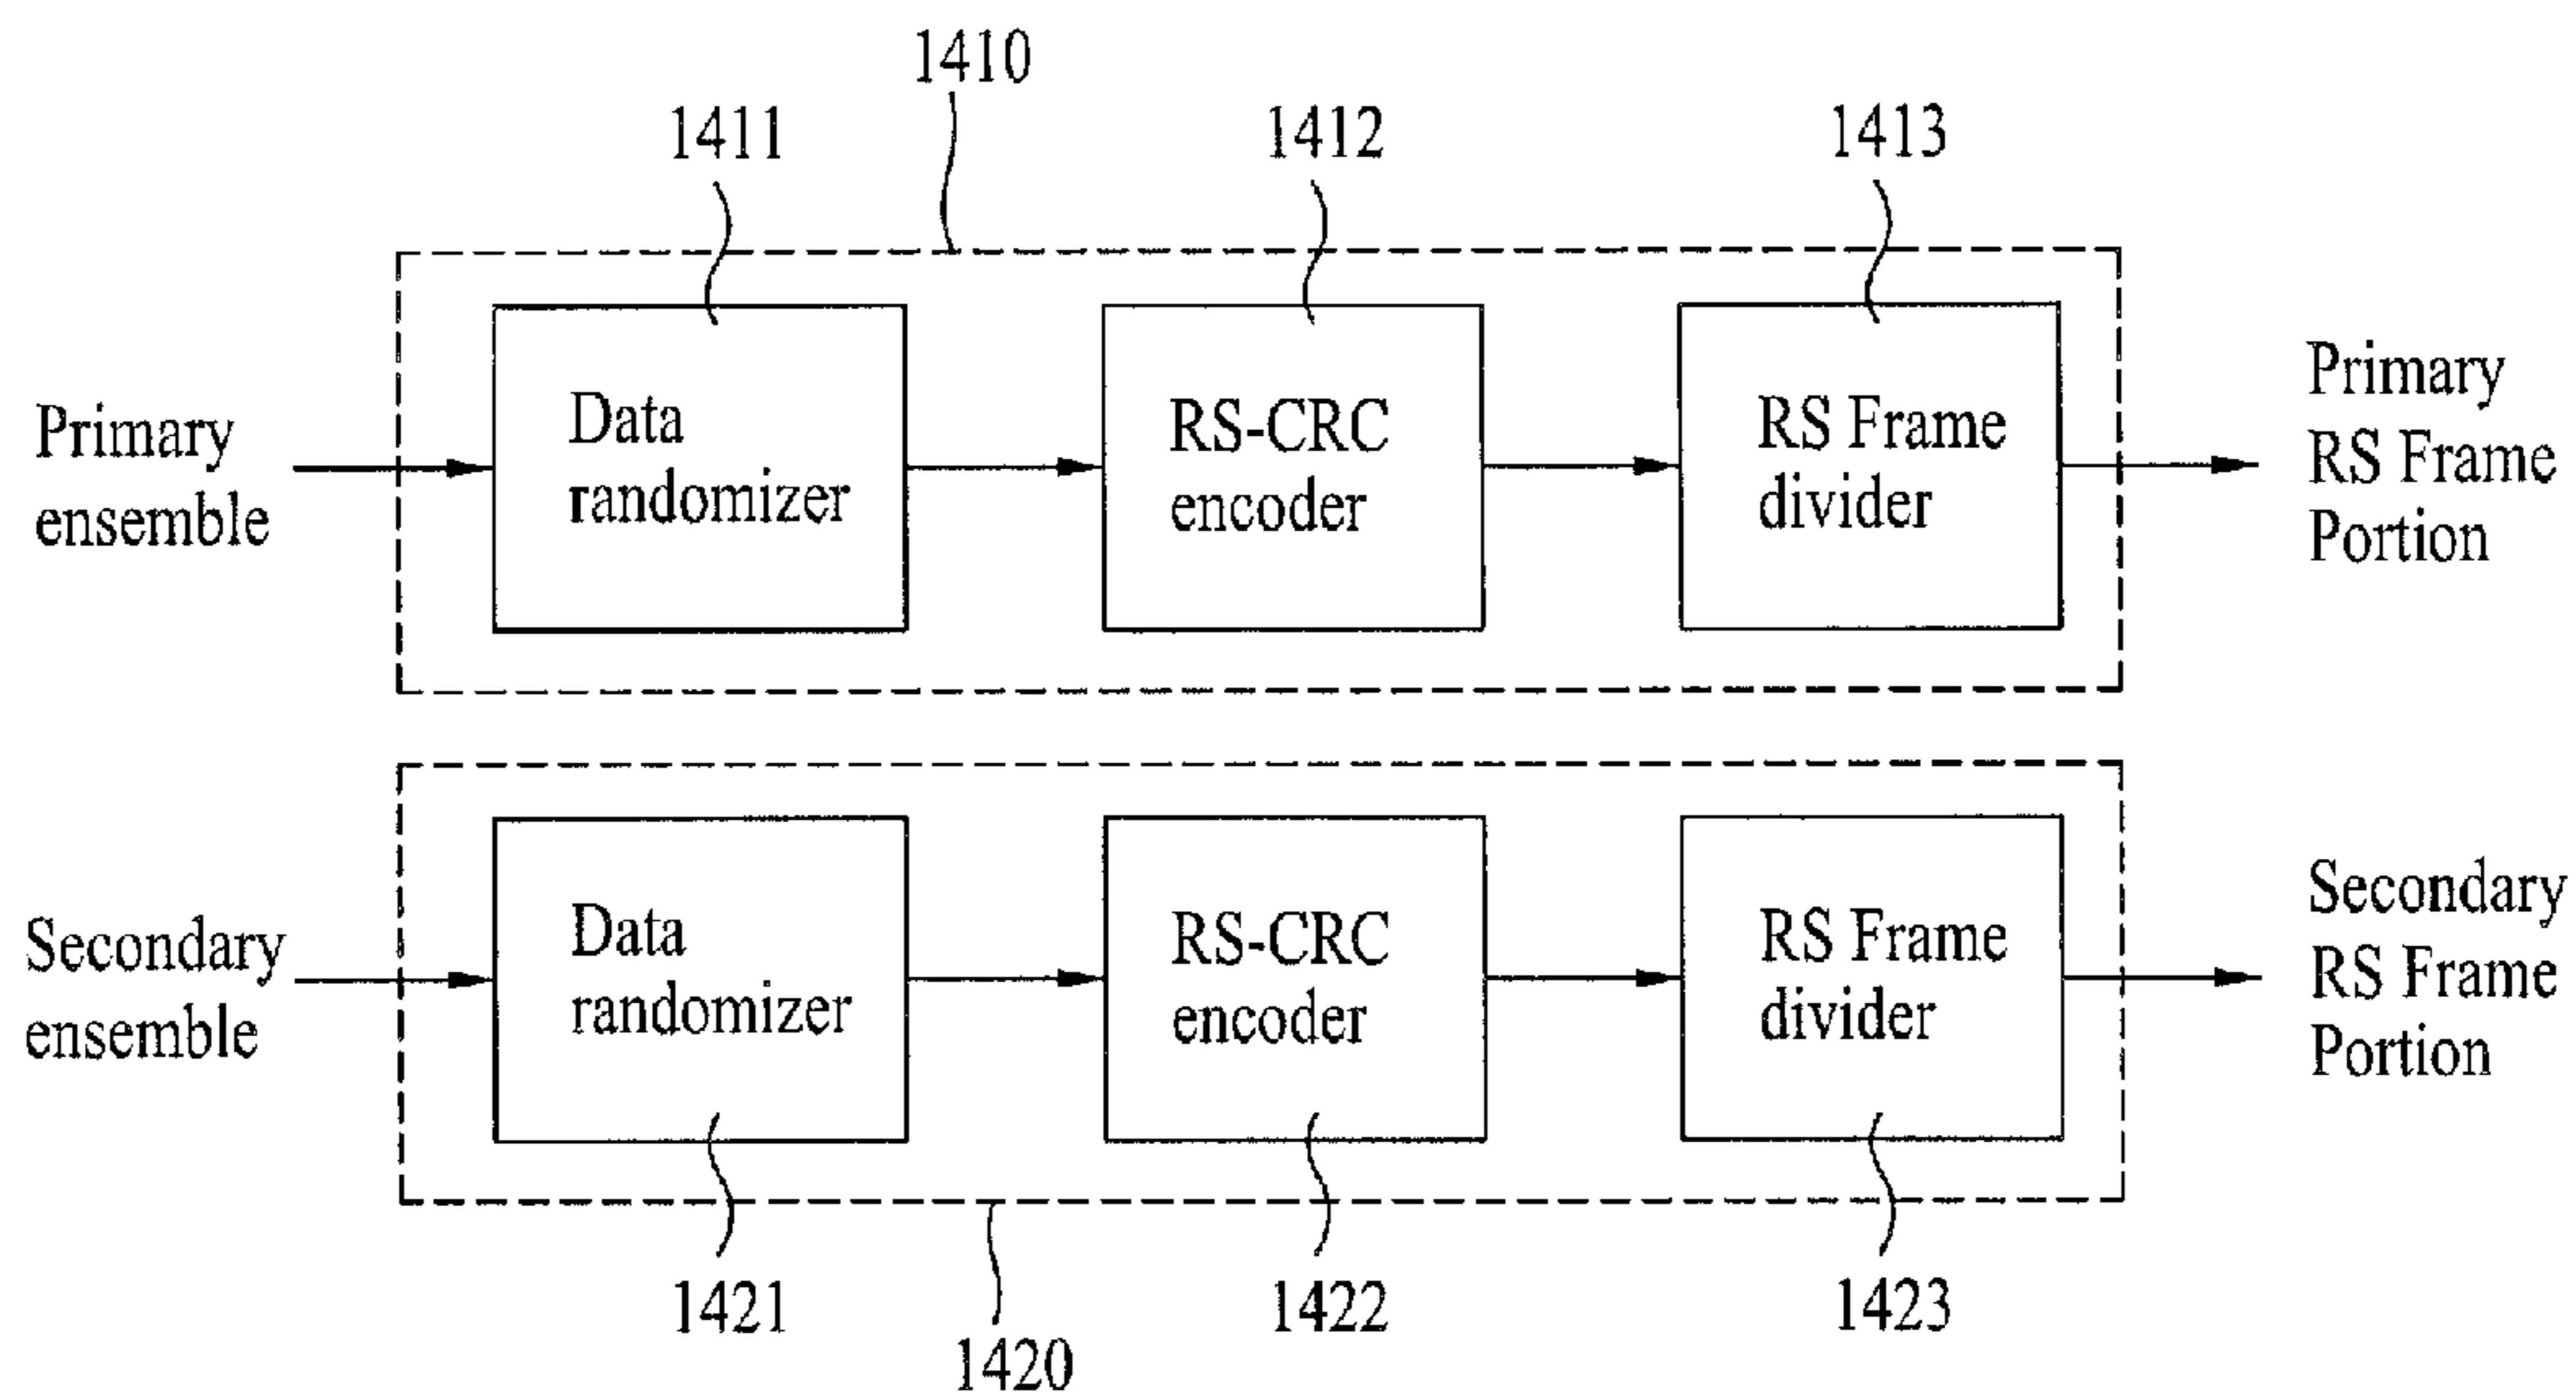 1410
1411
1412
1413
Primary
ensemble
Data
randomizer
RS-CRC
encoder
RS Frame
divider
Primary
RS Frame
Portion
Secondary
ensemble
Data
randomizer
RS-CRC
encoder
RS Frame
divider
Secondary
RS Frame
Portion
1421
1422
1423
1420